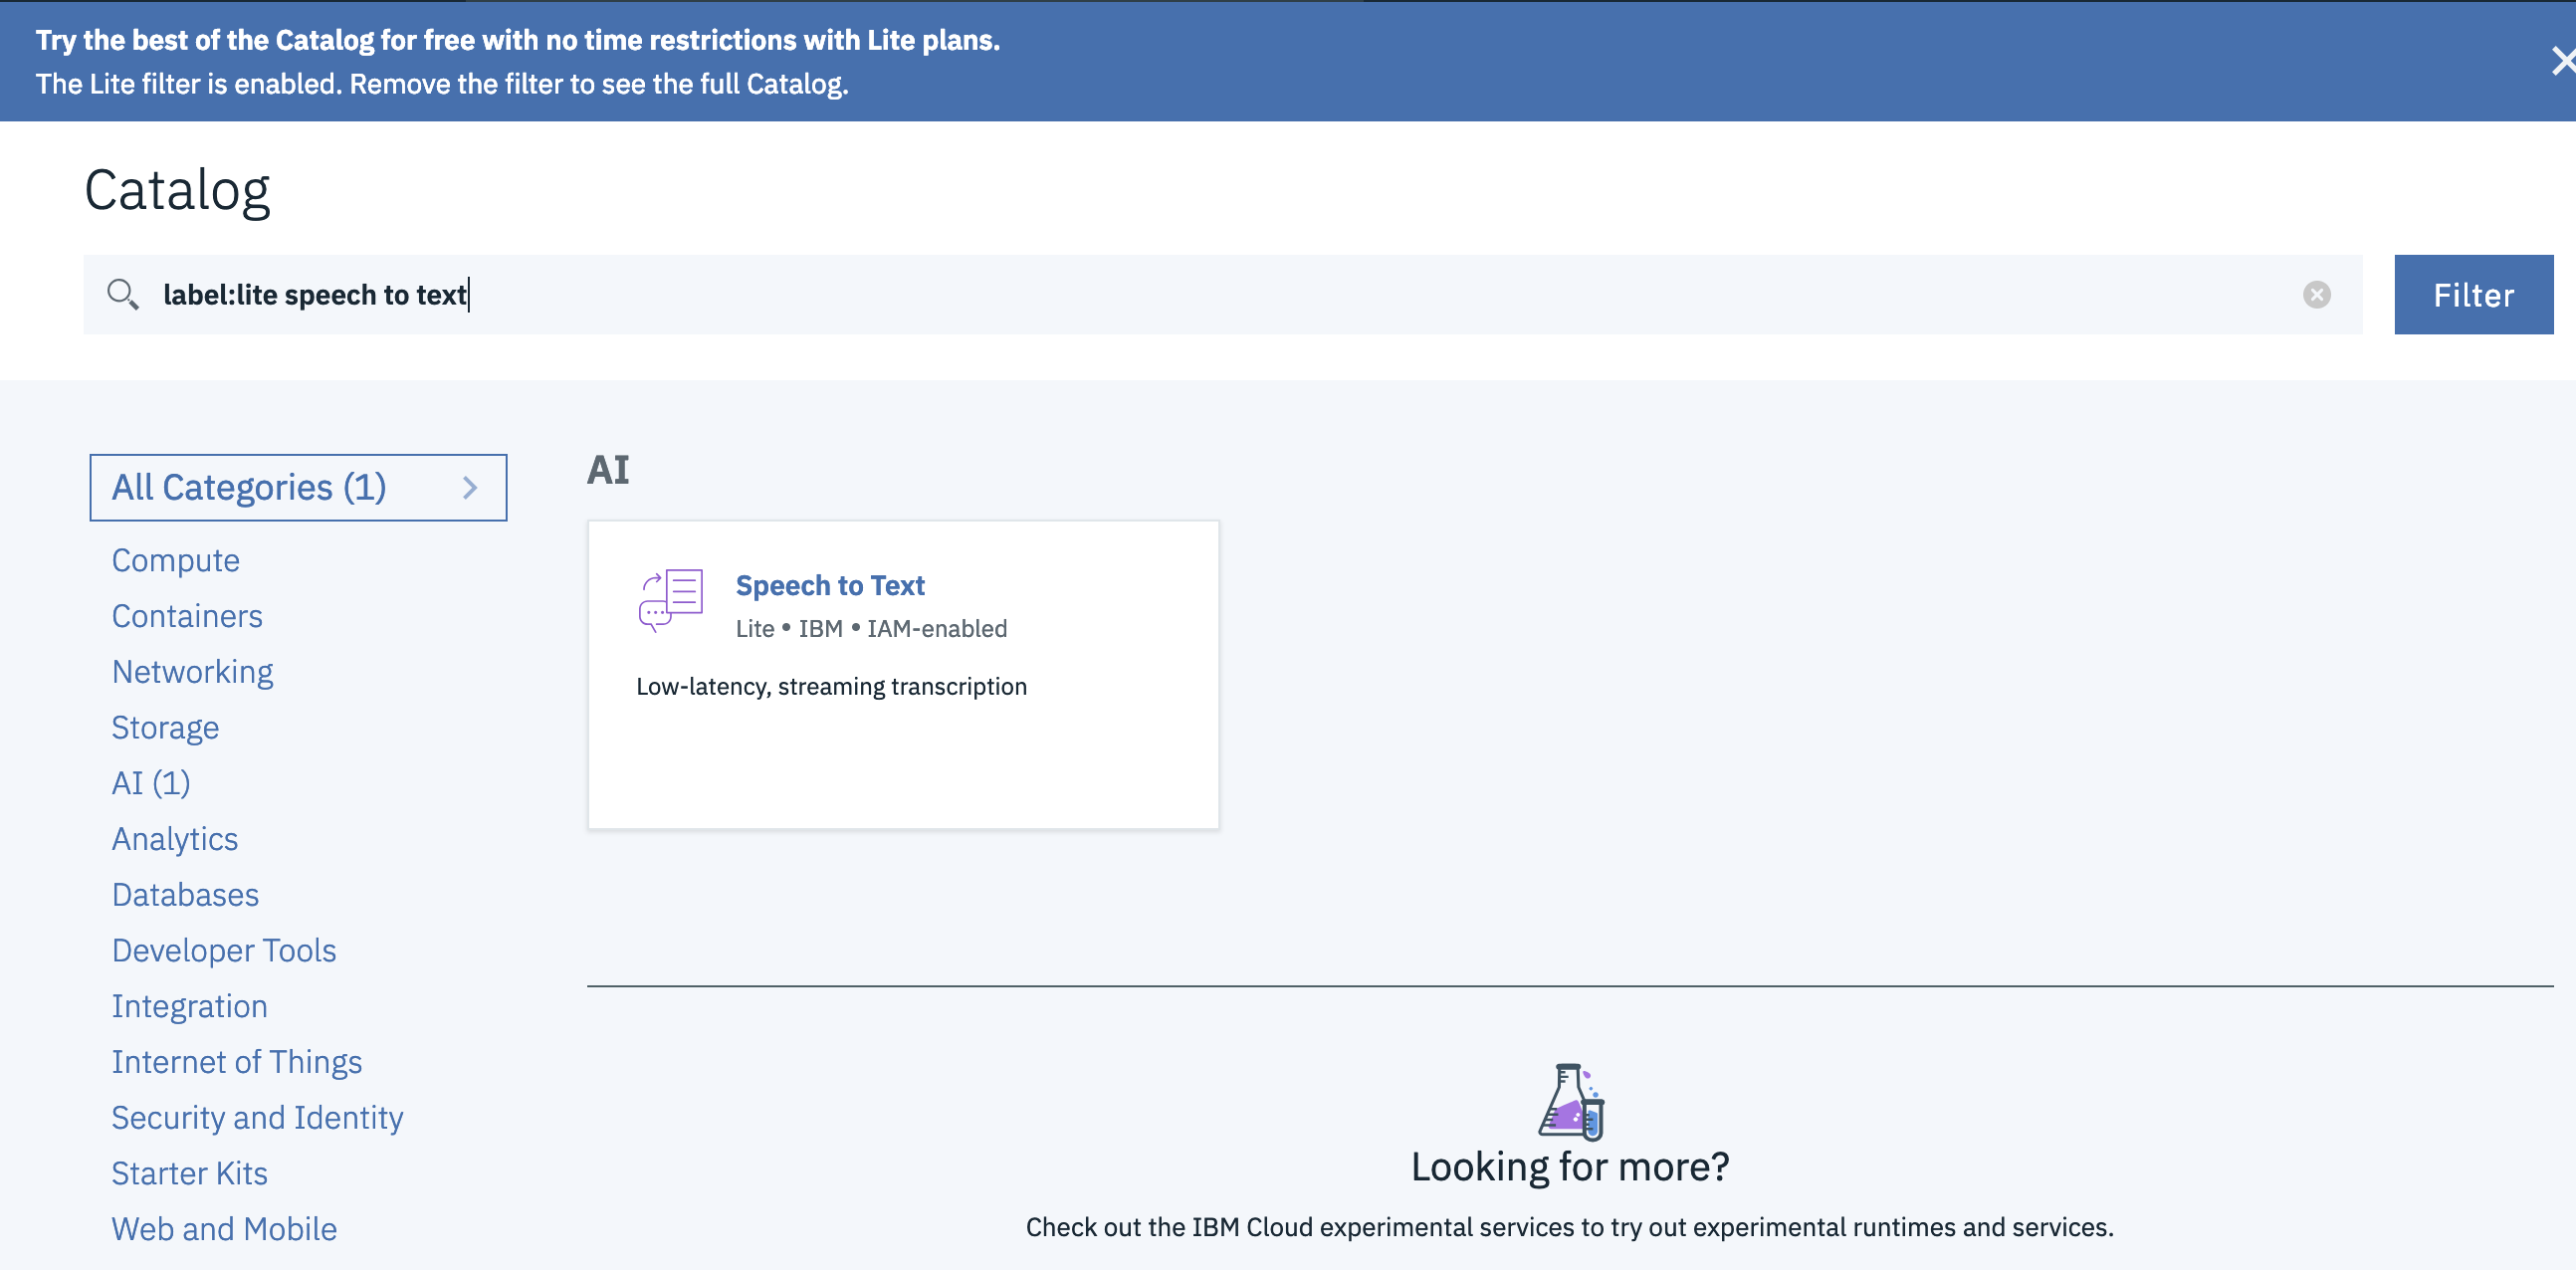 Try the best of the Catalog for free with no time restrictions with Lite plans.
The Lite filter is enabled. Remove the filter to see the full Catalog.
Catalog
label:lite speech to text
Filter
All Categories (1)
Compute
Containers
Networking
Storage
AI (1)
Analytics
Databases
Developer Tools
Integration
Internet of Things
Security and Identity
Starter Kits
Web and Mobile
AI
Speech to Text
Lite • IBM • IAM-enabled
Low-latency, streaming transcription
Looking for more?
Check out the IBM Cloud experimental services to try out experimental runtimes and services.